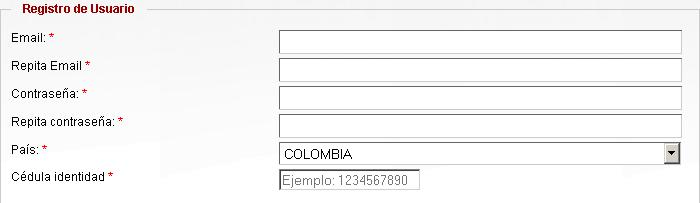 Registro de Usuario
Email: *
Repita Email *
Contraseña: *
Repita contraseña: *
País: * COLOMBIA
Cédula identidad * Ejemplo: 1234567890